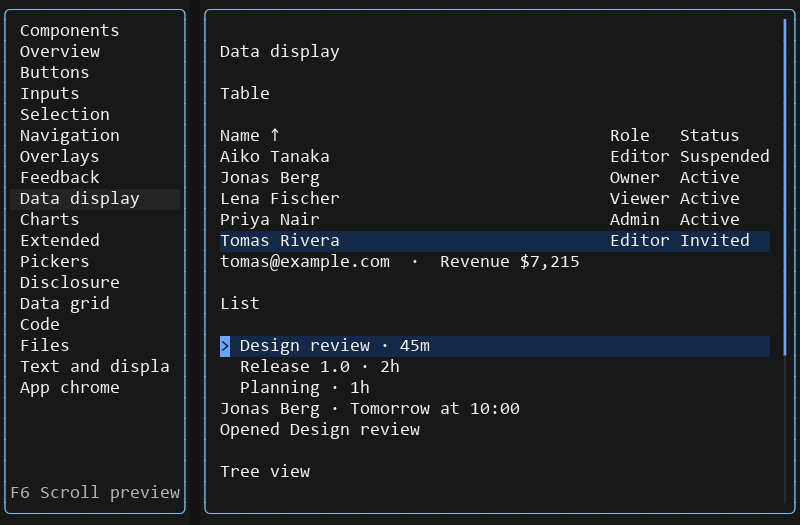 Components
Overview
Buttons
Inputs
Selection
Navigation
Overlays
Feedback
Data display
Charts
Extended
Pickers
Disclosure
Data grid
Code
Files
Text and displa
App chrome
F6 Scroll preview
Data display
Table
Name ↑ Role Status
Aiko Tanaka Editor Suspended
Jonas Berg Owner Active
Lena Fischer Viewer Active
Priya Nair Admin Active
Tomas Rivera Editor Invited
tomas@example.com · Revenue $7,215
List
> Design review · 45m
Release 1.0 · 2h
Planning · 1h
Jonas Berg · Tomorrow at 10:00
Opened Design review
Tree view